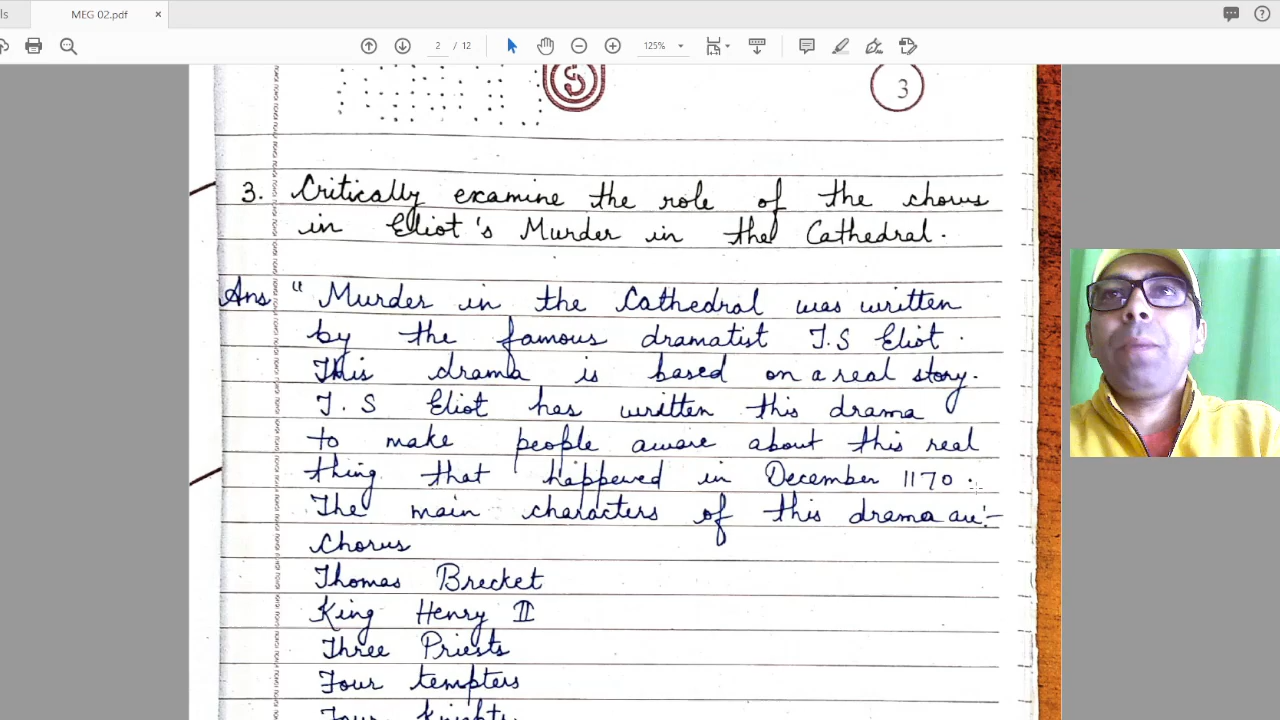 ls
MEG 02.pdf ×
2 / 12
125%
3
3. Critically examine the role of the chorus
in Eliot's Murder in the Cathedral.
Ans " Murder in the Cathedral was written
by the famous dramatist T.S Eliot.
This drama is based on a real story.
T.S Eliot has written this drama
to make people aware about this real
thing that happened in December 1170.
The main characters of this drama are:-
Chorus
Thomas Brecket
King Henry II
Three Priests
Four tempters
Four Knights